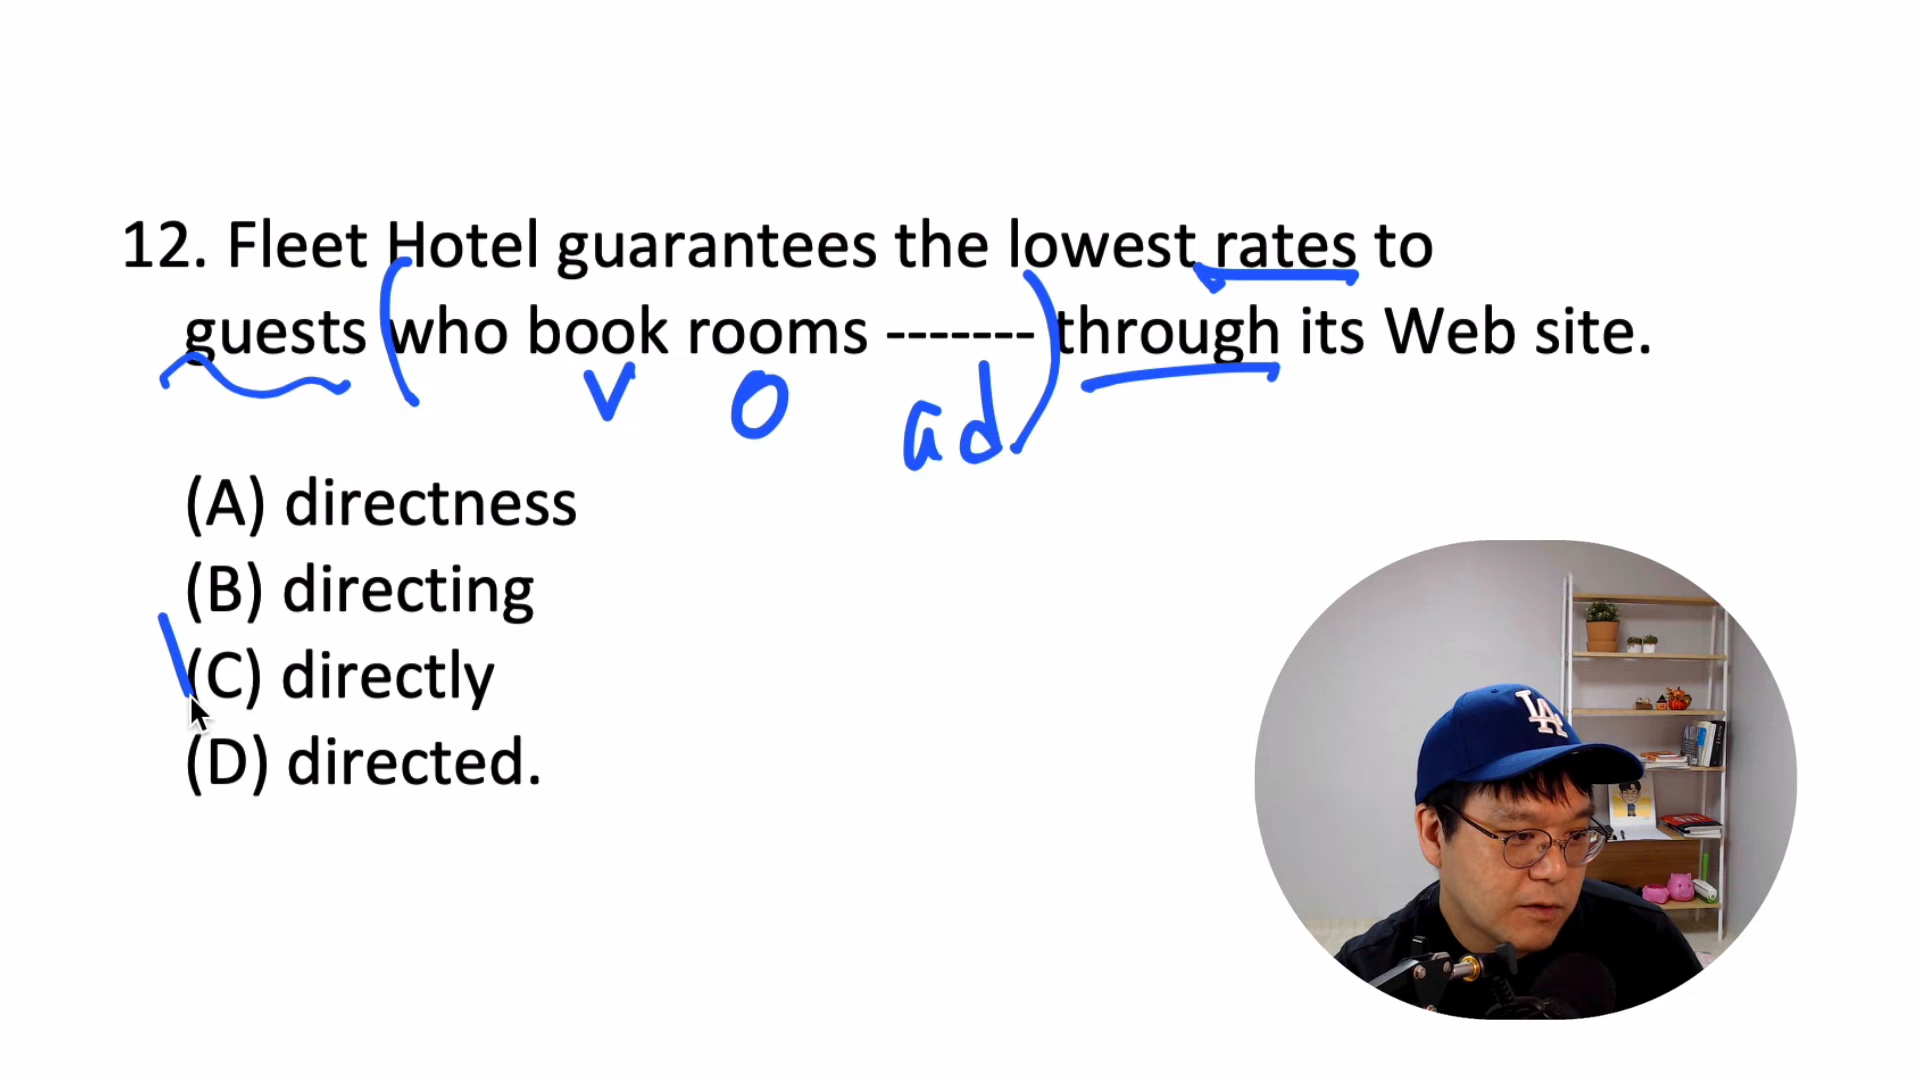 12. Fleet Hotel guarantees the lowest rates to
guests who book rooms ------- through its Web site.
V O ad
(A) directness
(B) directing
(C) directly
(D) directed.
LA